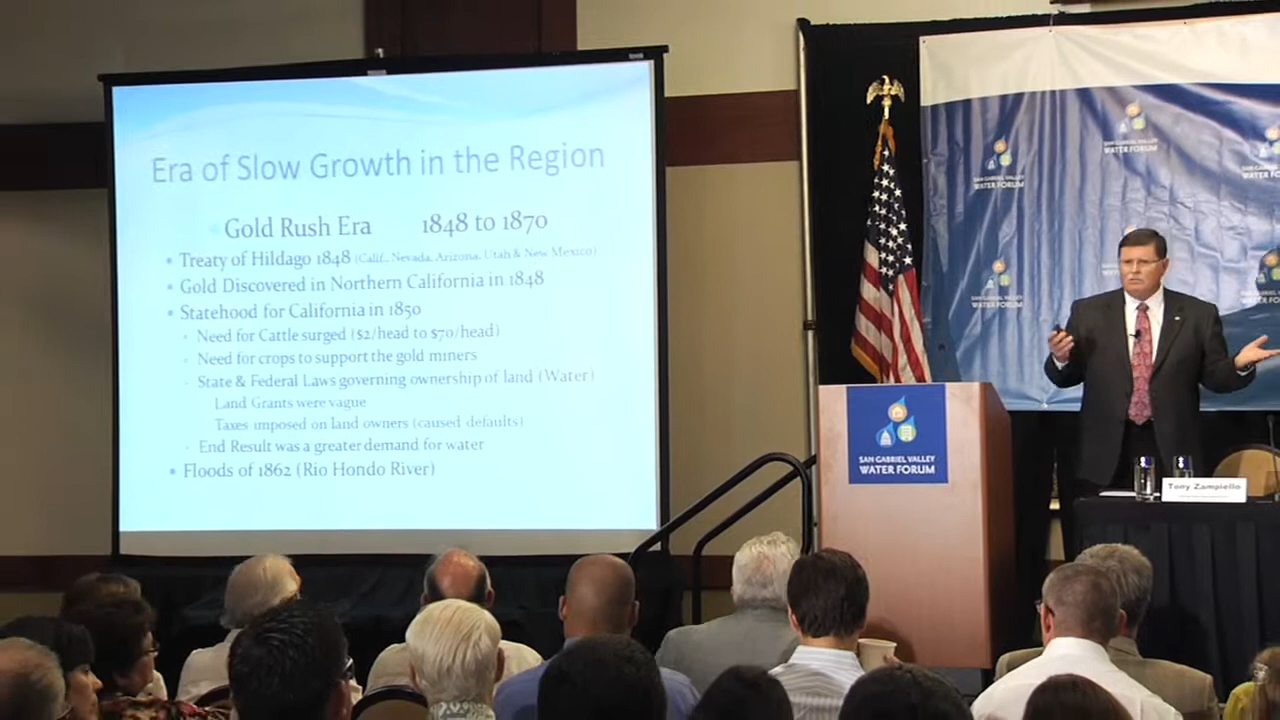 Era of Slow Growth in the Region
Gold Rush Era 1848 to 1870
Treaty of Hildago 1848 (Calif., Nevada, Arizona, Utah & New Mexico)
Gold Discovered in Northern California in 1848
Statehood for California in 1850
Need for Cattle surged ($2/head to $70/head)
Need for crops to support the gold miners
State & Federal Laws governing ownership of land (Water)
Land Grants were vague
Taxes imposed on land owners (caused defaults)
End Result was a greater demand for water
Floods of 1862 (Rio Hondo River)
SAN GABRIEL VALLEY
WATER FORUM
SAN GABRIEL VALLEY
WATER FORUM
SAN GABRIEL VALLEY
WATER FORUM
SAN GABRIEL VALLEY
WATER FORUM
Tony Zampiello